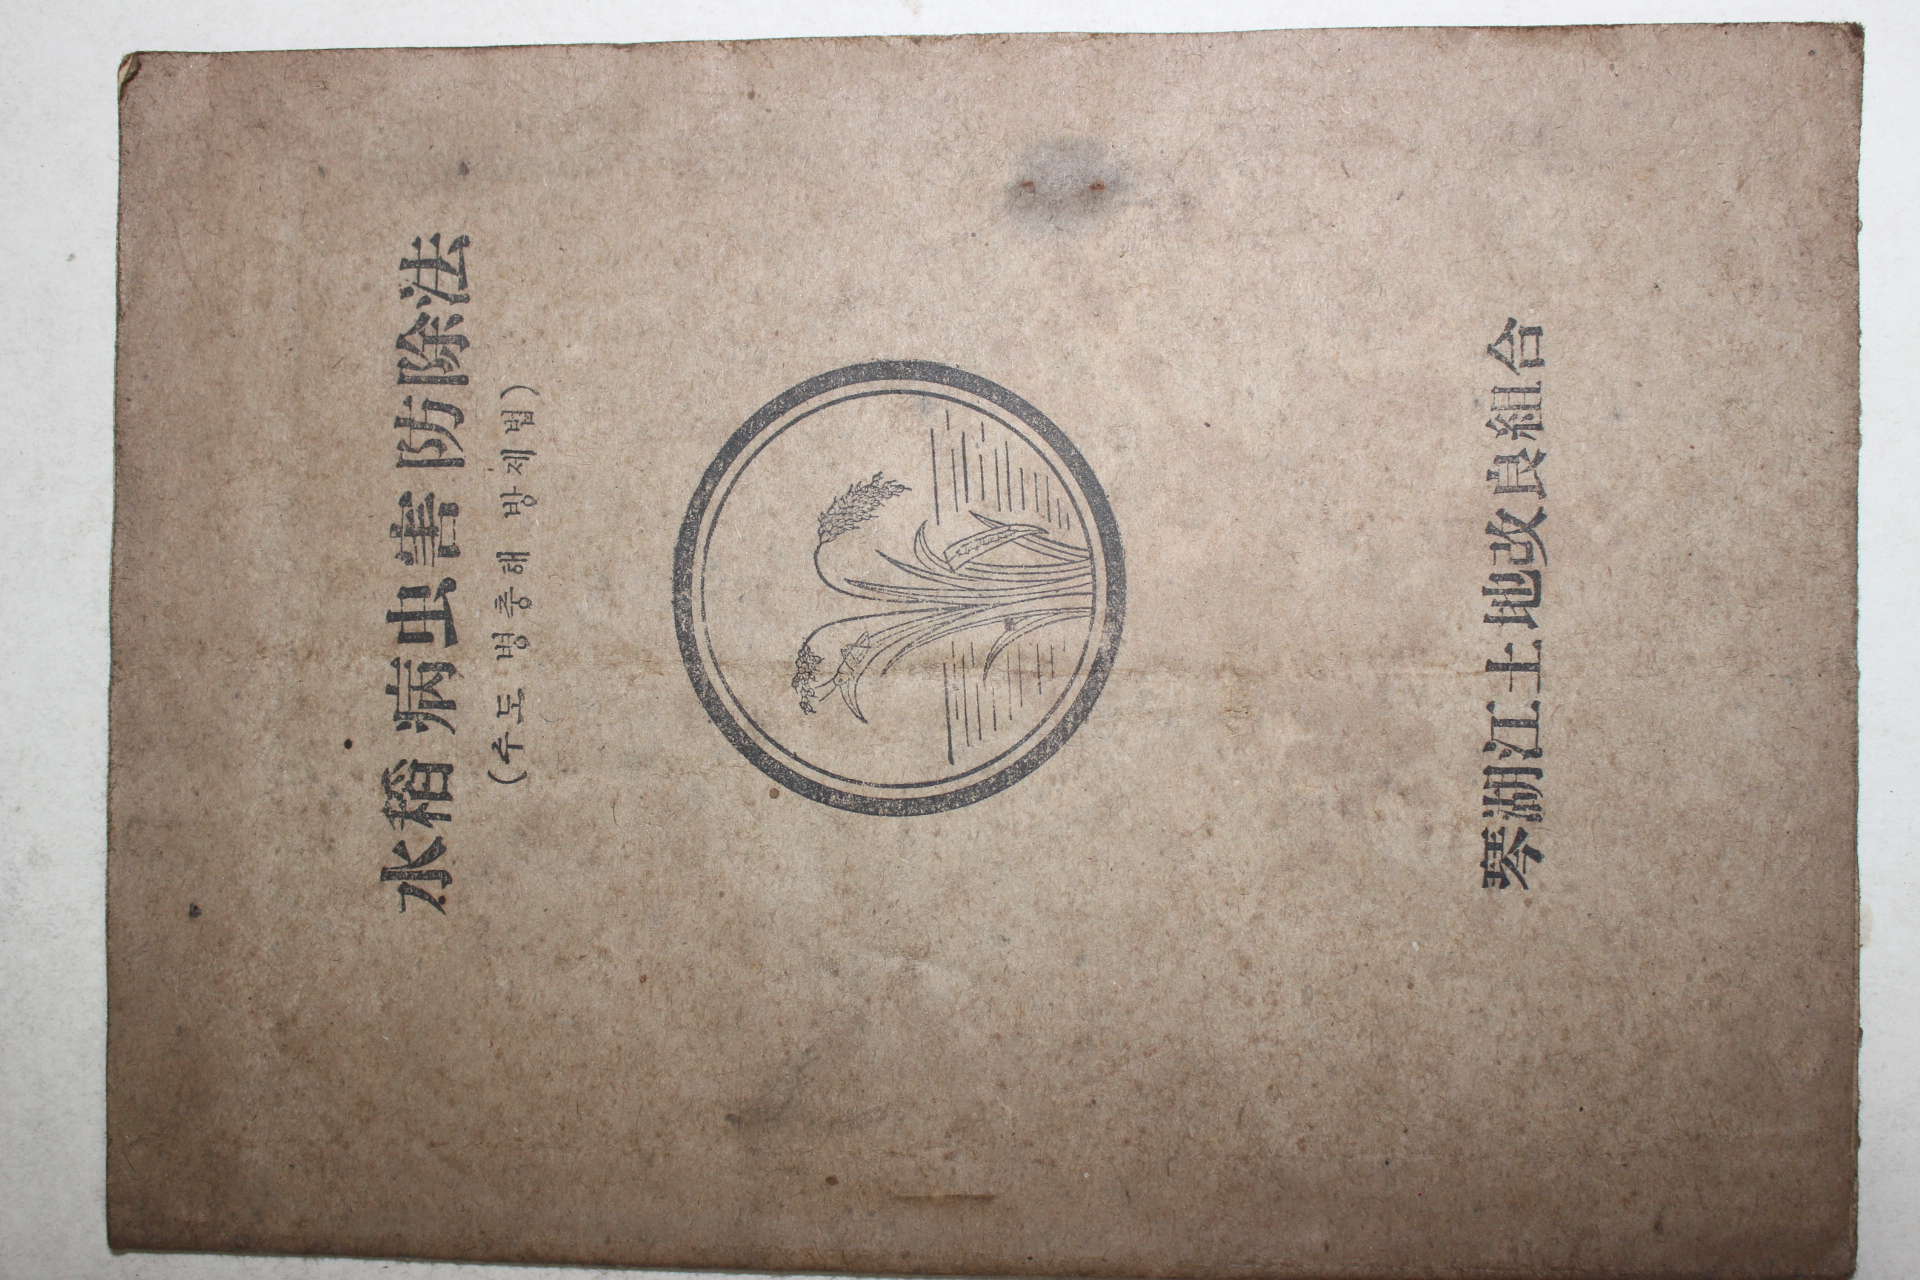 水稻病虫害防除法
(수도 병충해 방제법)
琴湖江土地改良組合